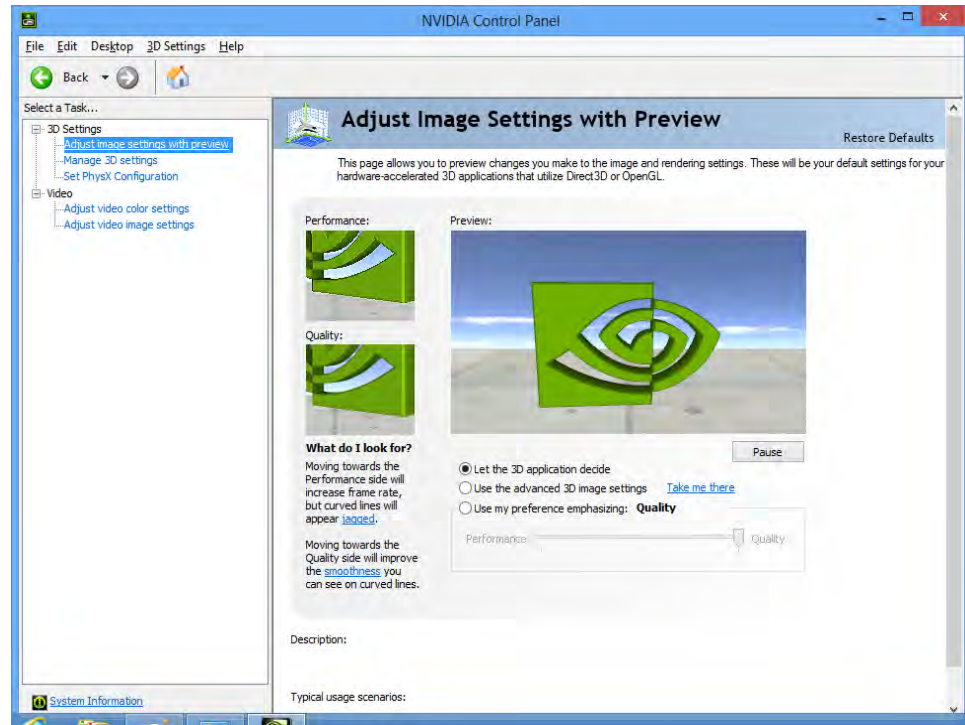 NVIDIA Control Panel
File Edit Desktop 3D Settings Help
Back
Select a Task...
3D Settings
Adjust image settings with preview
Manage 3D settings
Set PhysX Configuration
Video
Adjust video color settings
Adjust video image settings
System Information
Adjust Image Settings with Preview
Restore Defaults
This page allows you to preview changes you make to the image and rendering settings. These will be your default settings for your
hardware-accelerated 3D applications that utilize Direct3D or OpenGL.
Performance:
Quality:
What do I look for?
Moving towards the
Performance side will
increase frame rate,
but curved lines will
appear jagged.
Moving towards the
Quality side will improve
the smoothness you
can see on curved lines.
Preview:
Pause
Let the 3D application decide
Use the advanced 3D image settings Take me there
Use my preference emphasizing: Quality
Performance Quality
Description:
Typical usage scenarios: